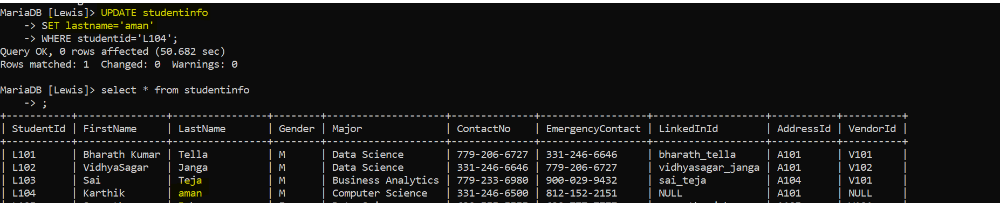 MariaDB [Lewis]> UPDATE studentinfo
    -> SET lastname='aman'
    -> WHERE studentid='L104';
Query OK, 0 rows affected (50.682 sec)
Rows matched: 1  Changed: 0  Warnings: 0
MariaDB [Lewis]> select * from studentinfo
    -> ;
+-----------+---------------+----------------+--------+--------------------+--------------+------------------+-------------------+-----------+----------+
| StudentId | FirstName     | LastName       | Gender | Major              | ContactNo    | EmergencyContact | LinkedInId        | AddressId | VendorId |
+-----------+---------------+----------------+--------+--------------------+--------------+------------------+-------------------+-----------+----------+
| L101      | Bharath Kumar | Tella          | M      | Data Science       | 779-206-6727 | 331-246-6646     | bharath_tella     | A101      | V101     |
| L102      | VidhyaSagar   | Janga          | M      | Data Science       | 331-246-6646 | 779-206-6727     | vidhyasagar_janga | A101      | V102     |
| L103      | Sai           | Teja           | M      | Business Analytics | 779-233-6980 | 900-029-9432     | sai_teja          | A104      | V101     |
| L104      | Karthik       | aman           | M      | Computer Science   | 331-246-6500 | 812-152-2151     | NULL              | A101      | NULL     |